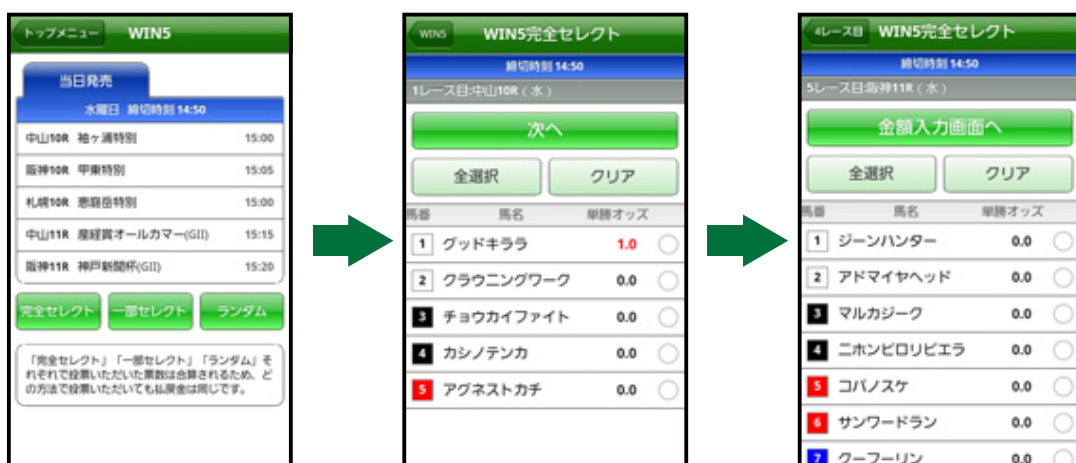 トップメニュー WIN5
当日発売
水曜日 締切時刻 14:50
中山10R 袖ヶ浦特別 15:00
阪神10R 甲東特別 15:05
札幌10R 恵庭岳特別 15:00
中山11R 産経賞オールカマー(GII) 15:15
阪神11R 神戸新聞杯(GII) 15:20
完全セレクト 一部セレクト ランダム
「完全セレクト」「一部セレクト」「ランダム」そ
れぞれで投票いただいた票数は合算されるため、ど
の方法で投票いただいても払戻金は同じです。
WIN5 WIN5完全セレクト
締切時刻 14:50
1レース目:中山10R（水）
次へ
全選択 クリア
馬番 馬名 単勝オッズ
1 グッドキララ 1.0
2 クラウニングワーク 0.0
3 チョウカイファイト 0.0
4 カシノテンカ 0.0
5 アグネストカチ 0.0
4レース目 WIN5完全セレクト
締切時刻 14:50
5レース目:阪神11R（水）
金額入力画面へ
全選択 クリア
馬番 馬名 単勝オッズ
1 ジーンハンター 0.0
2 アドマイヤヘッド 0.0
3 マルカジーク 0.0
4 ニホンピロリビエラ 0.0
5 コパノスケ 0.0
6 サンワードラン 0.0
7 クーフーリン 0.0